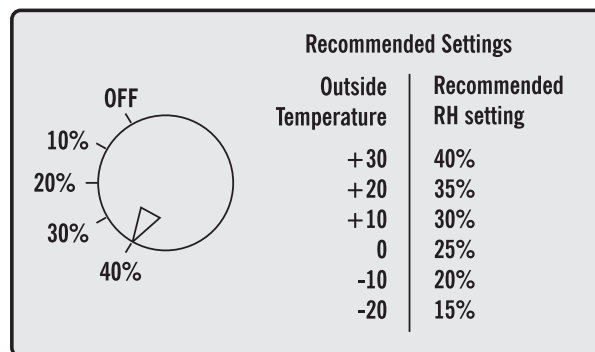 OFF
10%
20%
30%
40%
Recommended Settings
Outside Temperature
Recommended RH setting
+30 40%
+20 35%
+10 30%
0 25%
-10 20%
-20 15%